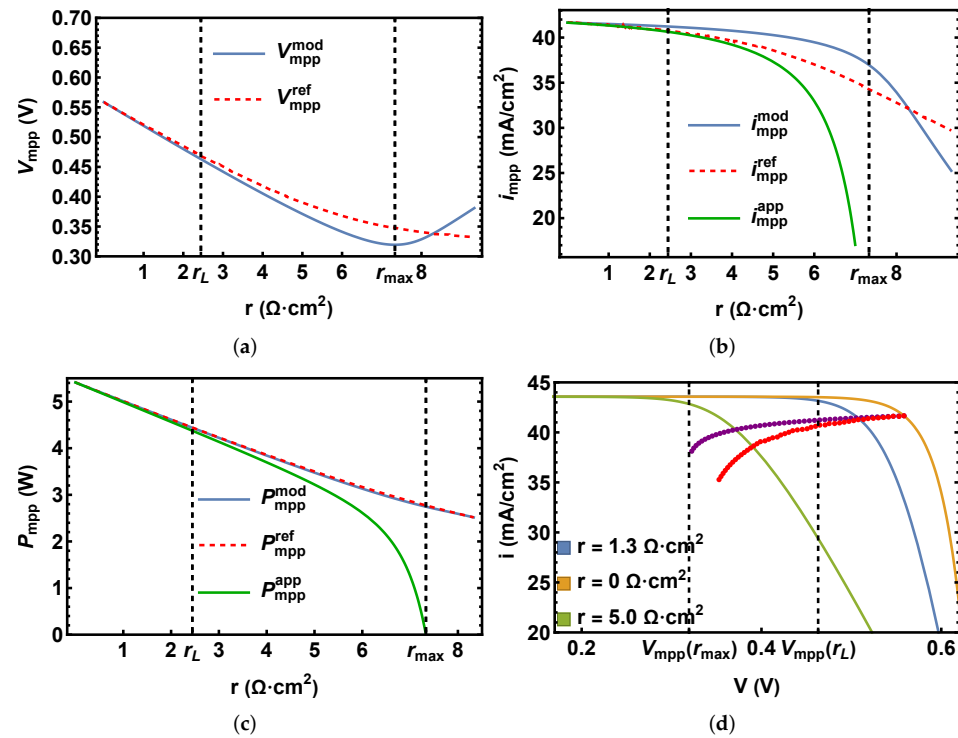 0.70
0.65
0.60
0.55
0.50
0.45
0.40
0.35
0.30
V_mpp (V)
V_mpp^mod
V_mpp^ref
1 2 r_L 3 4 5 6 r_max 8
r (Ω·cm²)
(a)
40
35
30
25
20
i_mpp (mA/cm²)
i_mpp^mod
i_mpp^ref
i_mpp^app
1 2 r_L 3 4 5 6 r_max 8
r (Ω·cm²)
(b)
5
4
3
2
1
0
P_mpp (W)
P_mpp^mod
P_mpp^ref
P_mpp^app
1 2 r_L 3 4 5 6 r_max 8
r (Ω·cm²)
(c)
45
40
35
30
25
20
i (mA/cm²)
r = 1.3 Ω·cm²
r = 0 Ω·cm²
r = 5.0 Ω·cm²
0.2 V_mpp(r_max) 0.4 V_mpp(r_L) 0.6
V (V)
(d)